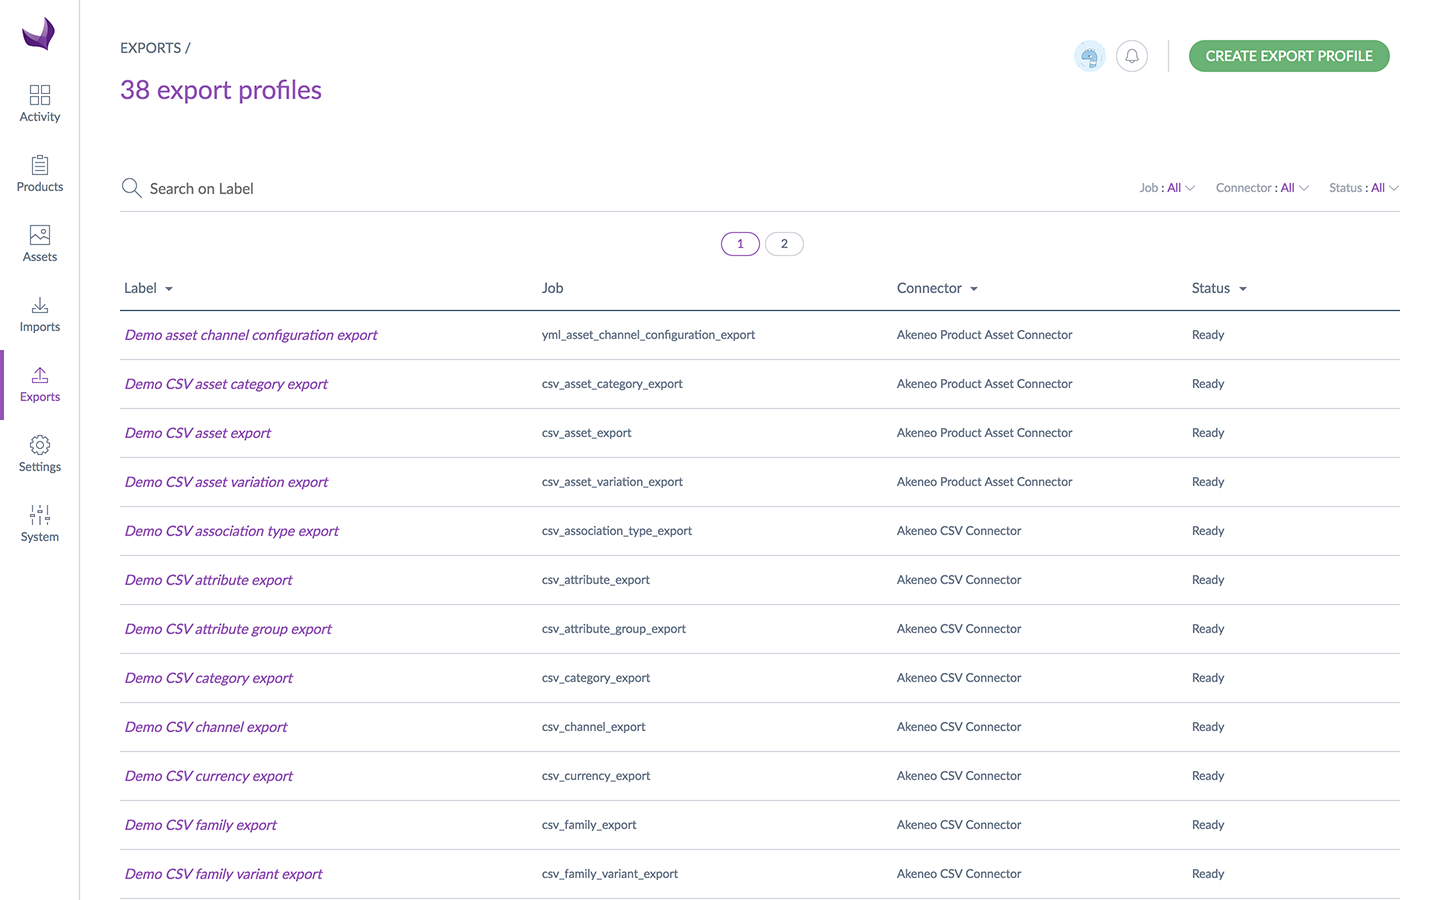 EXPORTS /
CREATE EXPORT PROFILE
38 export profiles
Activity
Products
Assets
Imports
Exports
Settings
System
Search on Label
Job : All Connector : All Status : All
1 2
Label Job Connector Status
Demo asset channel configuration export yml_asset_channel_configuration_export Akeneo Product Asset Connector Ready
Demo CSV asset category export csv_asset_category_export Akeneo Product Asset Connector Ready
Demo CSV asset export csv_asset_export Akeneo Product Asset Connector Ready
Demo CSV asset variation export csv_asset_variation_export Akeneo Product Asset Connector Ready
Demo CSV association type export csv_association_type_export Akeneo CSV Connector Ready
Demo CSV attribute export csv_attribute_export Akeneo CSV Connector Ready
Demo CSV attribute group export csv_attribute_group_export Akeneo CSV Connector Ready
Demo CSV category export csv_category_export Akeneo CSV Connector Ready
Demo CSV channel export csv_channel_export Akeneo CSV Connector Ready
Demo CSV currency export csv_currency_export Akeneo CSV Connector Ready
Demo CSV family export csv_family_export Akeneo CSV Connector Ready
Demo CSV family variant export csv_family_variant_export Akeneo CSV Connector Ready